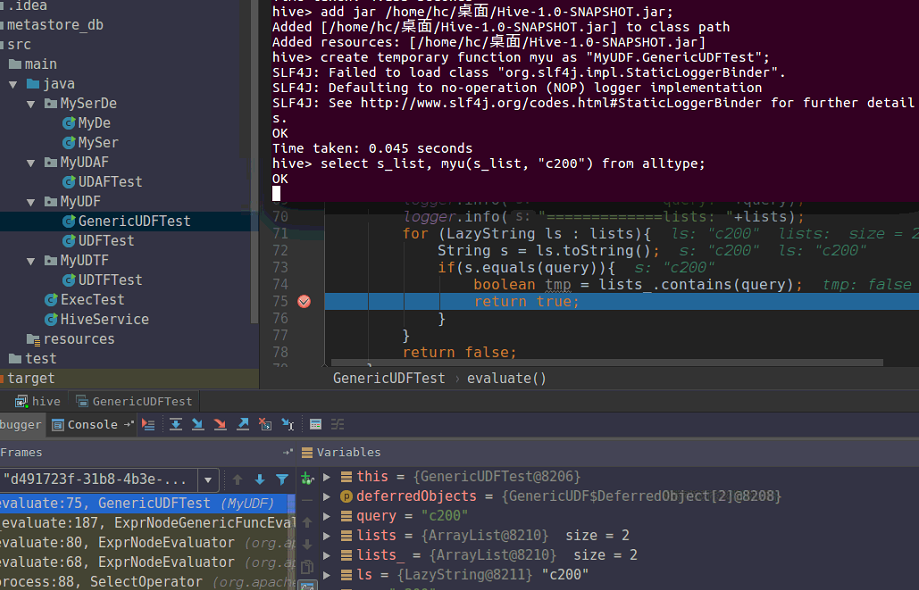 .idea
metastore_db
src
main
java
MySerDe
MyDe
MySer
MyUDAF
UDAFTest
MyUDF
GenericUDFTest
UDFTest
MyUDTF
UDTFTest
ExecTest
HiveService
resources
test
target
hive> add jar /home/hc/桌面/Hive-1.0-SNAPSHOT.jar;
Added [/home/hc/桌面/Hive-1.0-SNAPSHOT.jar] to class path
Added resources: [/home/hc/桌面/Hive-1.0-SNAPSHOT.jar]
hive> create temporary function myu as "MyUDF.GenericUDFTest";
SLF4J: Failed to load class "org.slf4j.impl.StaticLoggerBinder".
SLF4J: Defaulting to no-operation (NOP) logger implementation
SLF4J: See http://www.slf4j.org/codes.html#StaticLoggerBinder for further detail
s.
OK
Time taken: 0.045 seconds
hive> select s_list, myu(s_list, "c200") from alltype;
OK
70 logger.info( s: "=============lists: "+lists);
71 for (LazyString ls : lists){ ls: "c200" lists: size = 2
72 String s = ls.toString(); s: "c200" ls: "c200"
73 if(s.equals(query)){ s: "c200"
74 boolean tmp = lists_.contains(query); tmp: false
75 return true;
76 }
77 }
78 return false;
GenericUDFTest › evaluate()
hive GenericUDFTest
bugger Console
Frames
Variables
"d491723f-31b8-4b3e-...
evaluate:75, GenericUDFTest (MyUDF)
_evaluate:187, ExprNodeGenericFuncEval
evaluate:80, ExprNodeEvaluator (org.ap
evaluate:68, ExprNodeEvaluator (org.ap
process:88, SelectOperator (org.apache
this = {GenericUDFTest@8206}
deferredObjects = {GenericUDF$DeferredObject[2]@8208}
query = "c200"
lists = {ArrayList@8210} size = 2
lists_ = {ArrayList@8210} size = 2
ls = {LazyString@8211} "c200"